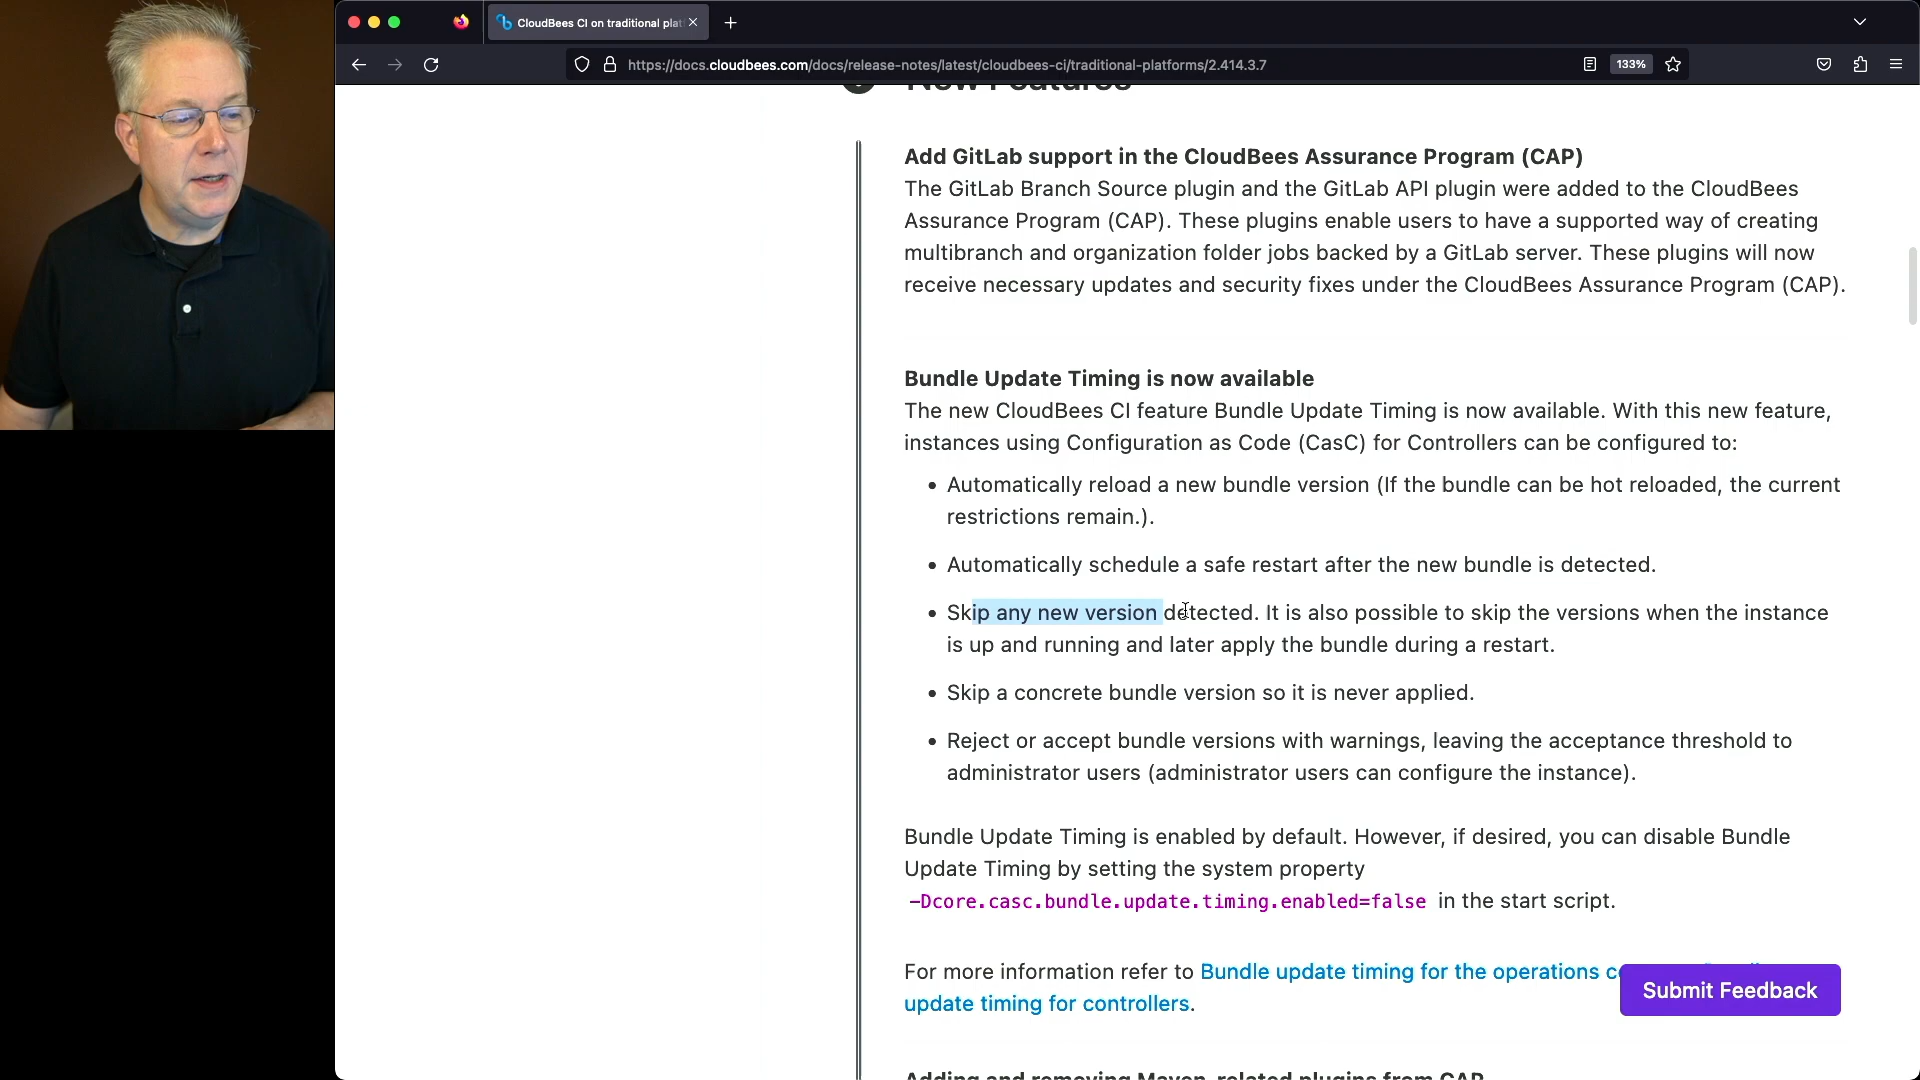 CloudBees CI on traditional plat
https://docs.cloudbees.com/docs/release-notes/latest/cloudbees-ci/traditional-platforms/2.414.3.7
133%
New Features
Add GitLab support in the CloudBees Assurance Program (CAP)
The GitLab Branch Source plugin and the GitLab API plugin were added to the CloudBees
Assurance Program (CAP). These plugins enable users to have a supported way of creating
multibranch and organization folder jobs backed by a GitLab server. These plugins will now
receive necessary updates and security fixes under the CloudBees Assurance Program (CAP).
Bundle Update Timing is now available
The new CloudBees CI feature Bundle Update Timing is now available. With this new feature,
instances using Configuration as Code (CasC) for Controllers can be configured to:
• Automatically reload a new bundle version (If the bundle can be hot reloaded, the current
restrictions remain.).
• Automatically schedule a safe restart after the new bundle is detected.
• Skip any new version detected. It is also possible to skip the versions when the instance
is up and running and later apply the bundle during a restart.
• Skip a concrete bundle version so it is never applied.
• Reject or accept bundle versions with warnings, leaving the acceptance threshold to
administrator users (administrator users can configure the instance).
Bundle Update Timing is enabled by default. However, if desired, you can disable Bundle
Update Timing by setting the system property
-Dcore.casc.bundle.update.timing.enabled=false in the start script.
For more information refer to Bundle update timing for the operations
update timing for controllers.
Submit Feedback
Adding and removing Maven-related plugins from CAP